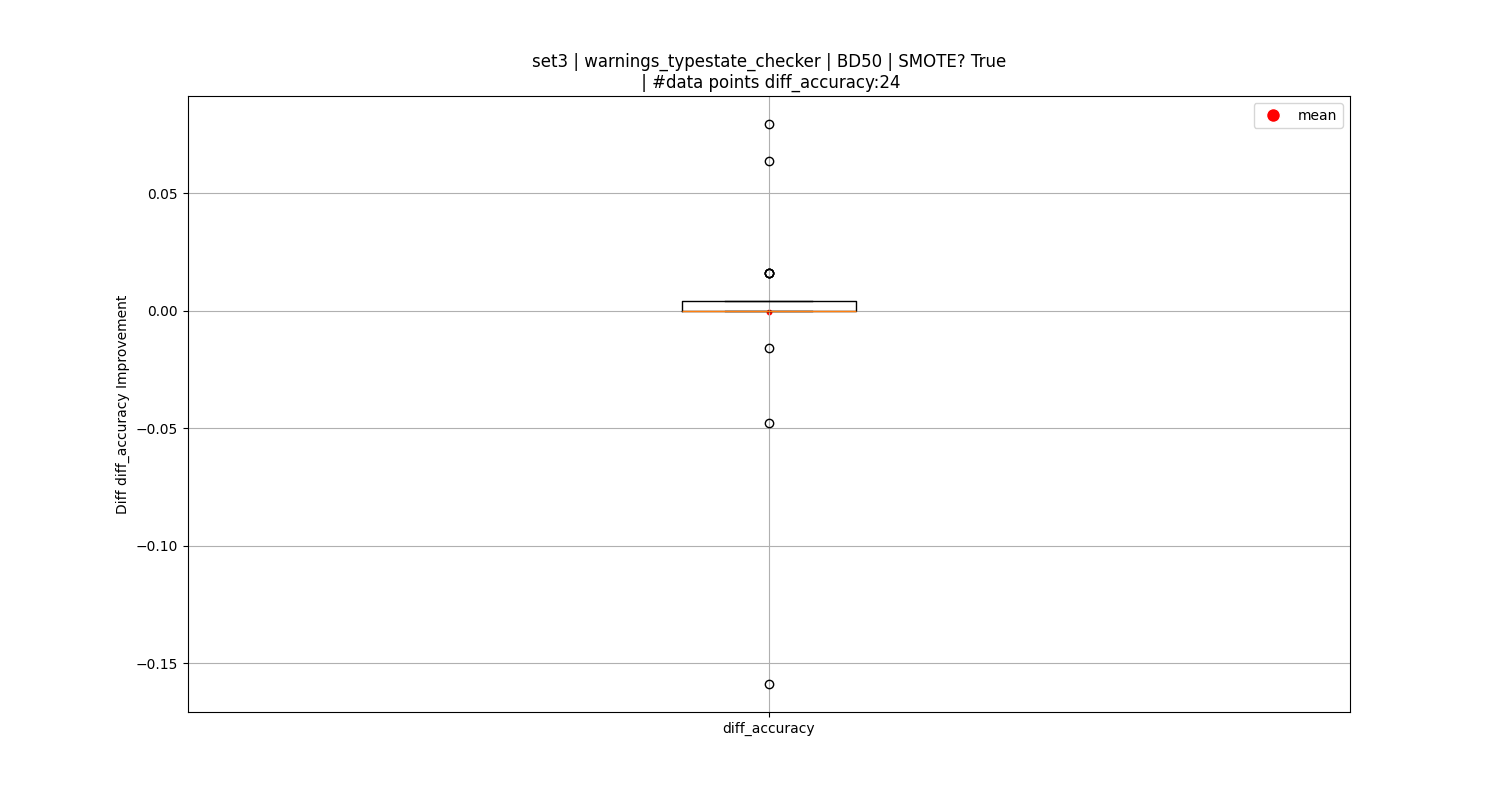 set3 | warnings_typestate_checker | BD50 | SMOTE? True
| #data points diff_accuracy:24
mean
0.05
0.00
−0.05
−0.10
−0.15
Diff diff_accuracy Improvement
diff_accuracy